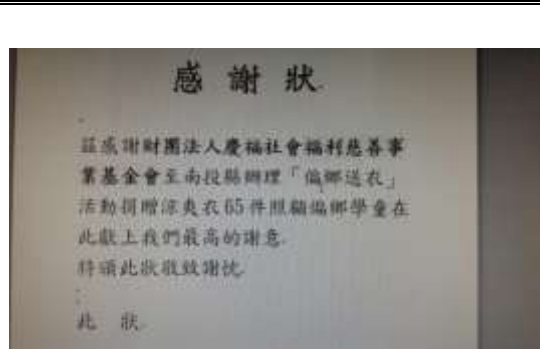 感謝狀
茲感謝財團法人慶福社會福利慈善事
業基金會至南投縣辦理「偏鄉送衣」
活動捐贈涼爽衣65件照顧偏鄉學童在
此獻上我們最高的謝意
特頒此狀敬致謝忱
此 狀